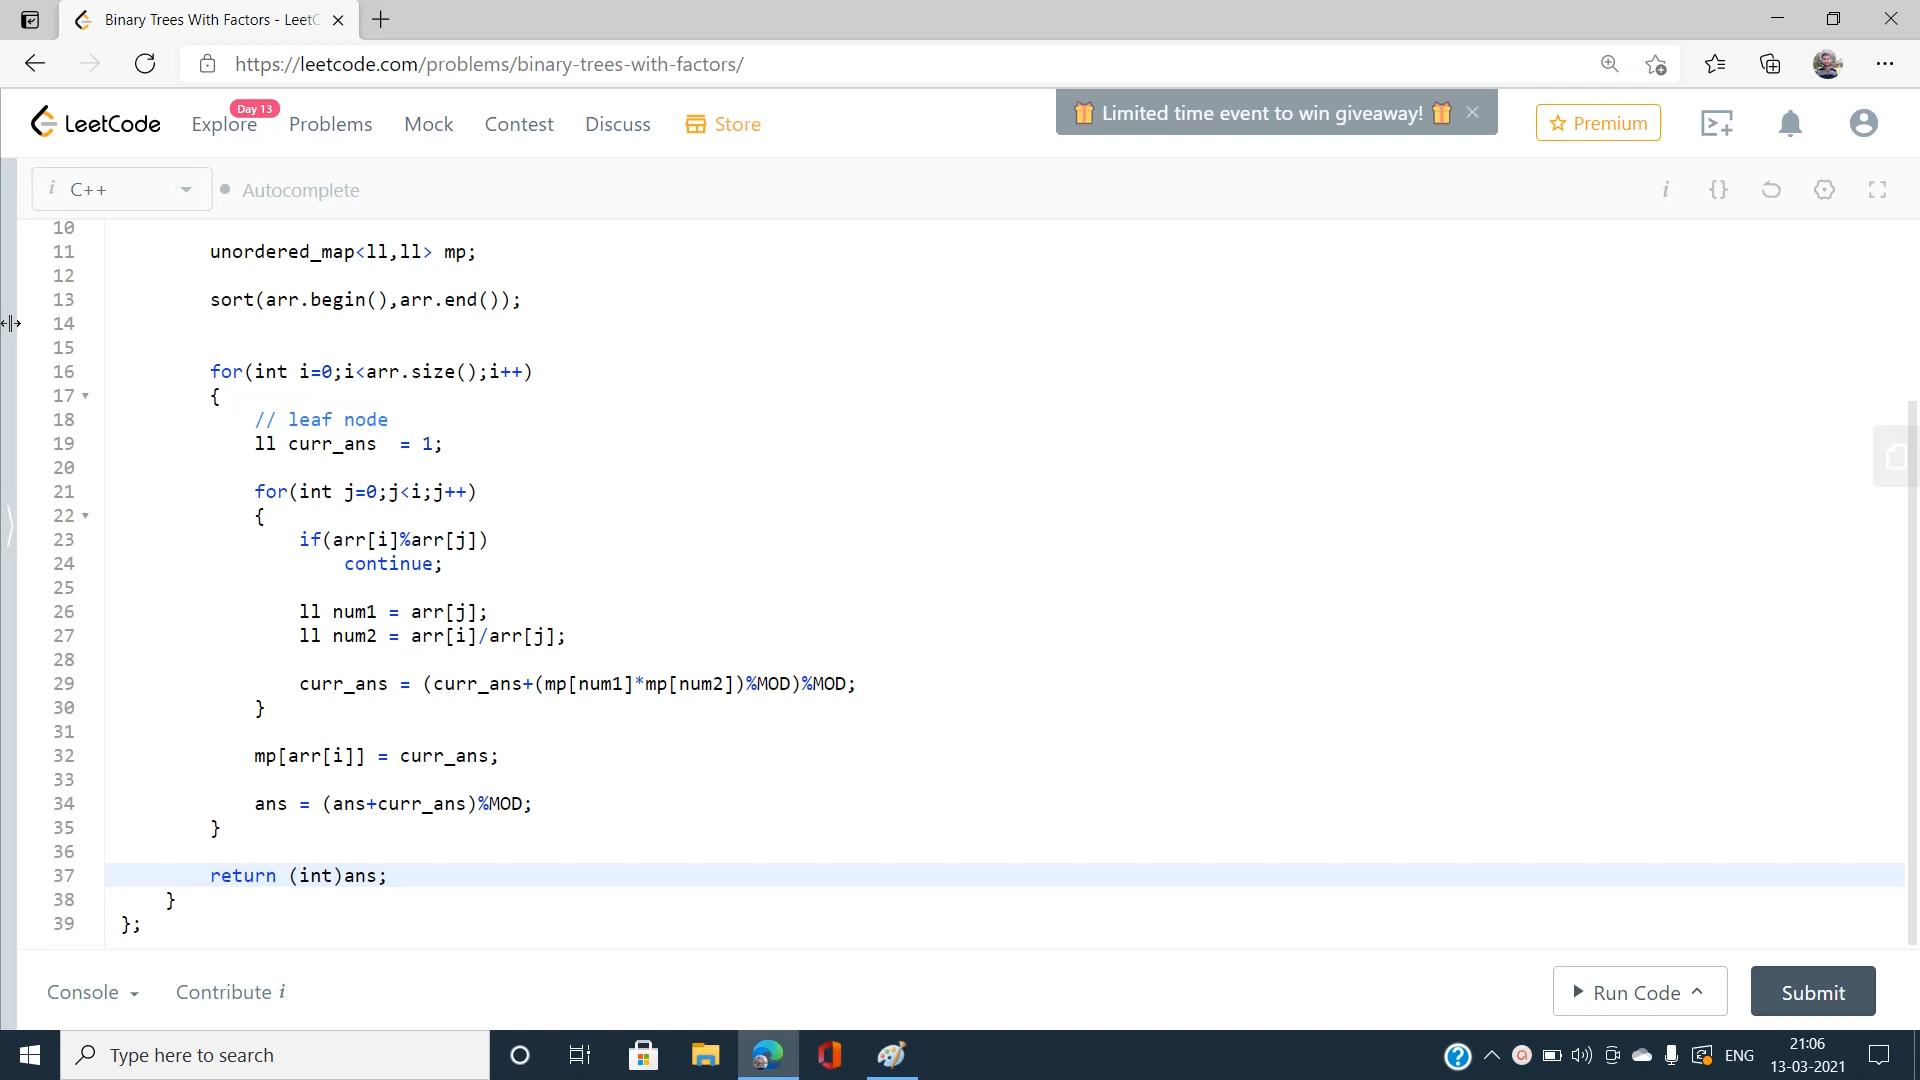 Binary Trees With Factors - LeetC
https://leetcode.com/problems/binary-trees-with-factors/
LeetCode
Explore
Day 13
Problems
Mock
Contest
Discuss
Store
Limited time event to win giveaway!
Premium
i C++
Autocomplete
i {}
10
11 unordered_map<ll,ll> mp;
12
13 sort(arr.begin(),arr.end());
14
15
16 for(int i=0;i<arr.size();i++)
17 {
18 // leaf node
19 ll curr_ans  = 1;
20
21 for(int j=0;j<i;j++)
22 {
23 if(arr[i]%arr[j])
24 continue;
25
26 ll num1 = arr[j];
27 ll num2 = arr[i]/arr[j];
28
29 curr_ans = (curr_ans+(mp[num1]*mp[num2])%MOD)%MOD;
30 }
31
32 mp[arr[i]] = curr_ans;
33
34 ans = (ans+curr_ans)%MOD;
35 }
36
37 return (int)ans;
38 }
39 };
Console
Contribute i
Run Code
Submit
Type here to search
ENG
21:06
13-03-2021